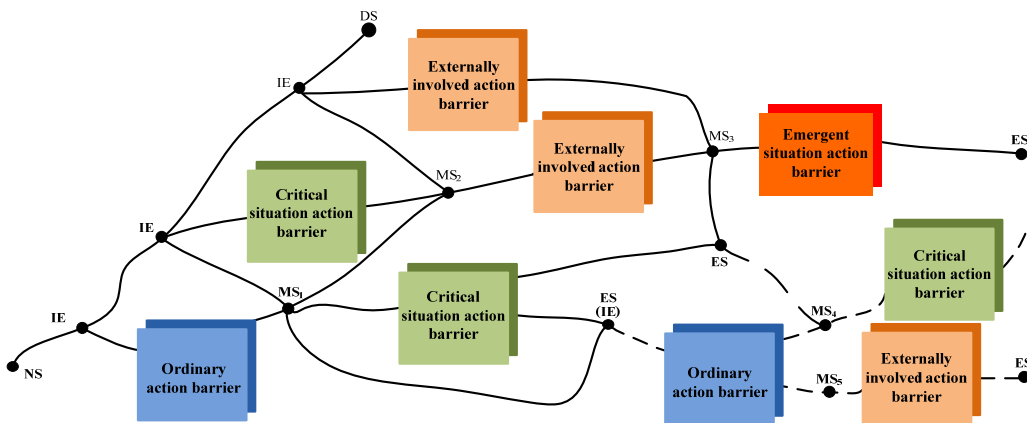 DS
IE
Externally
involved action
barrier
Externally
involved action
barrier
MS3
Emergent
situation action
barrier
ES
Critical
situation action
barrier
MS2
IE
ES
Critical
situation action
barrier
MS1
Critical
situation action
barrier
ES
(IE)
MS4
IE
Ordinary
action barrier
NS
Ordinary
action barrier
MS5
Externally
involved action
barrier
ES